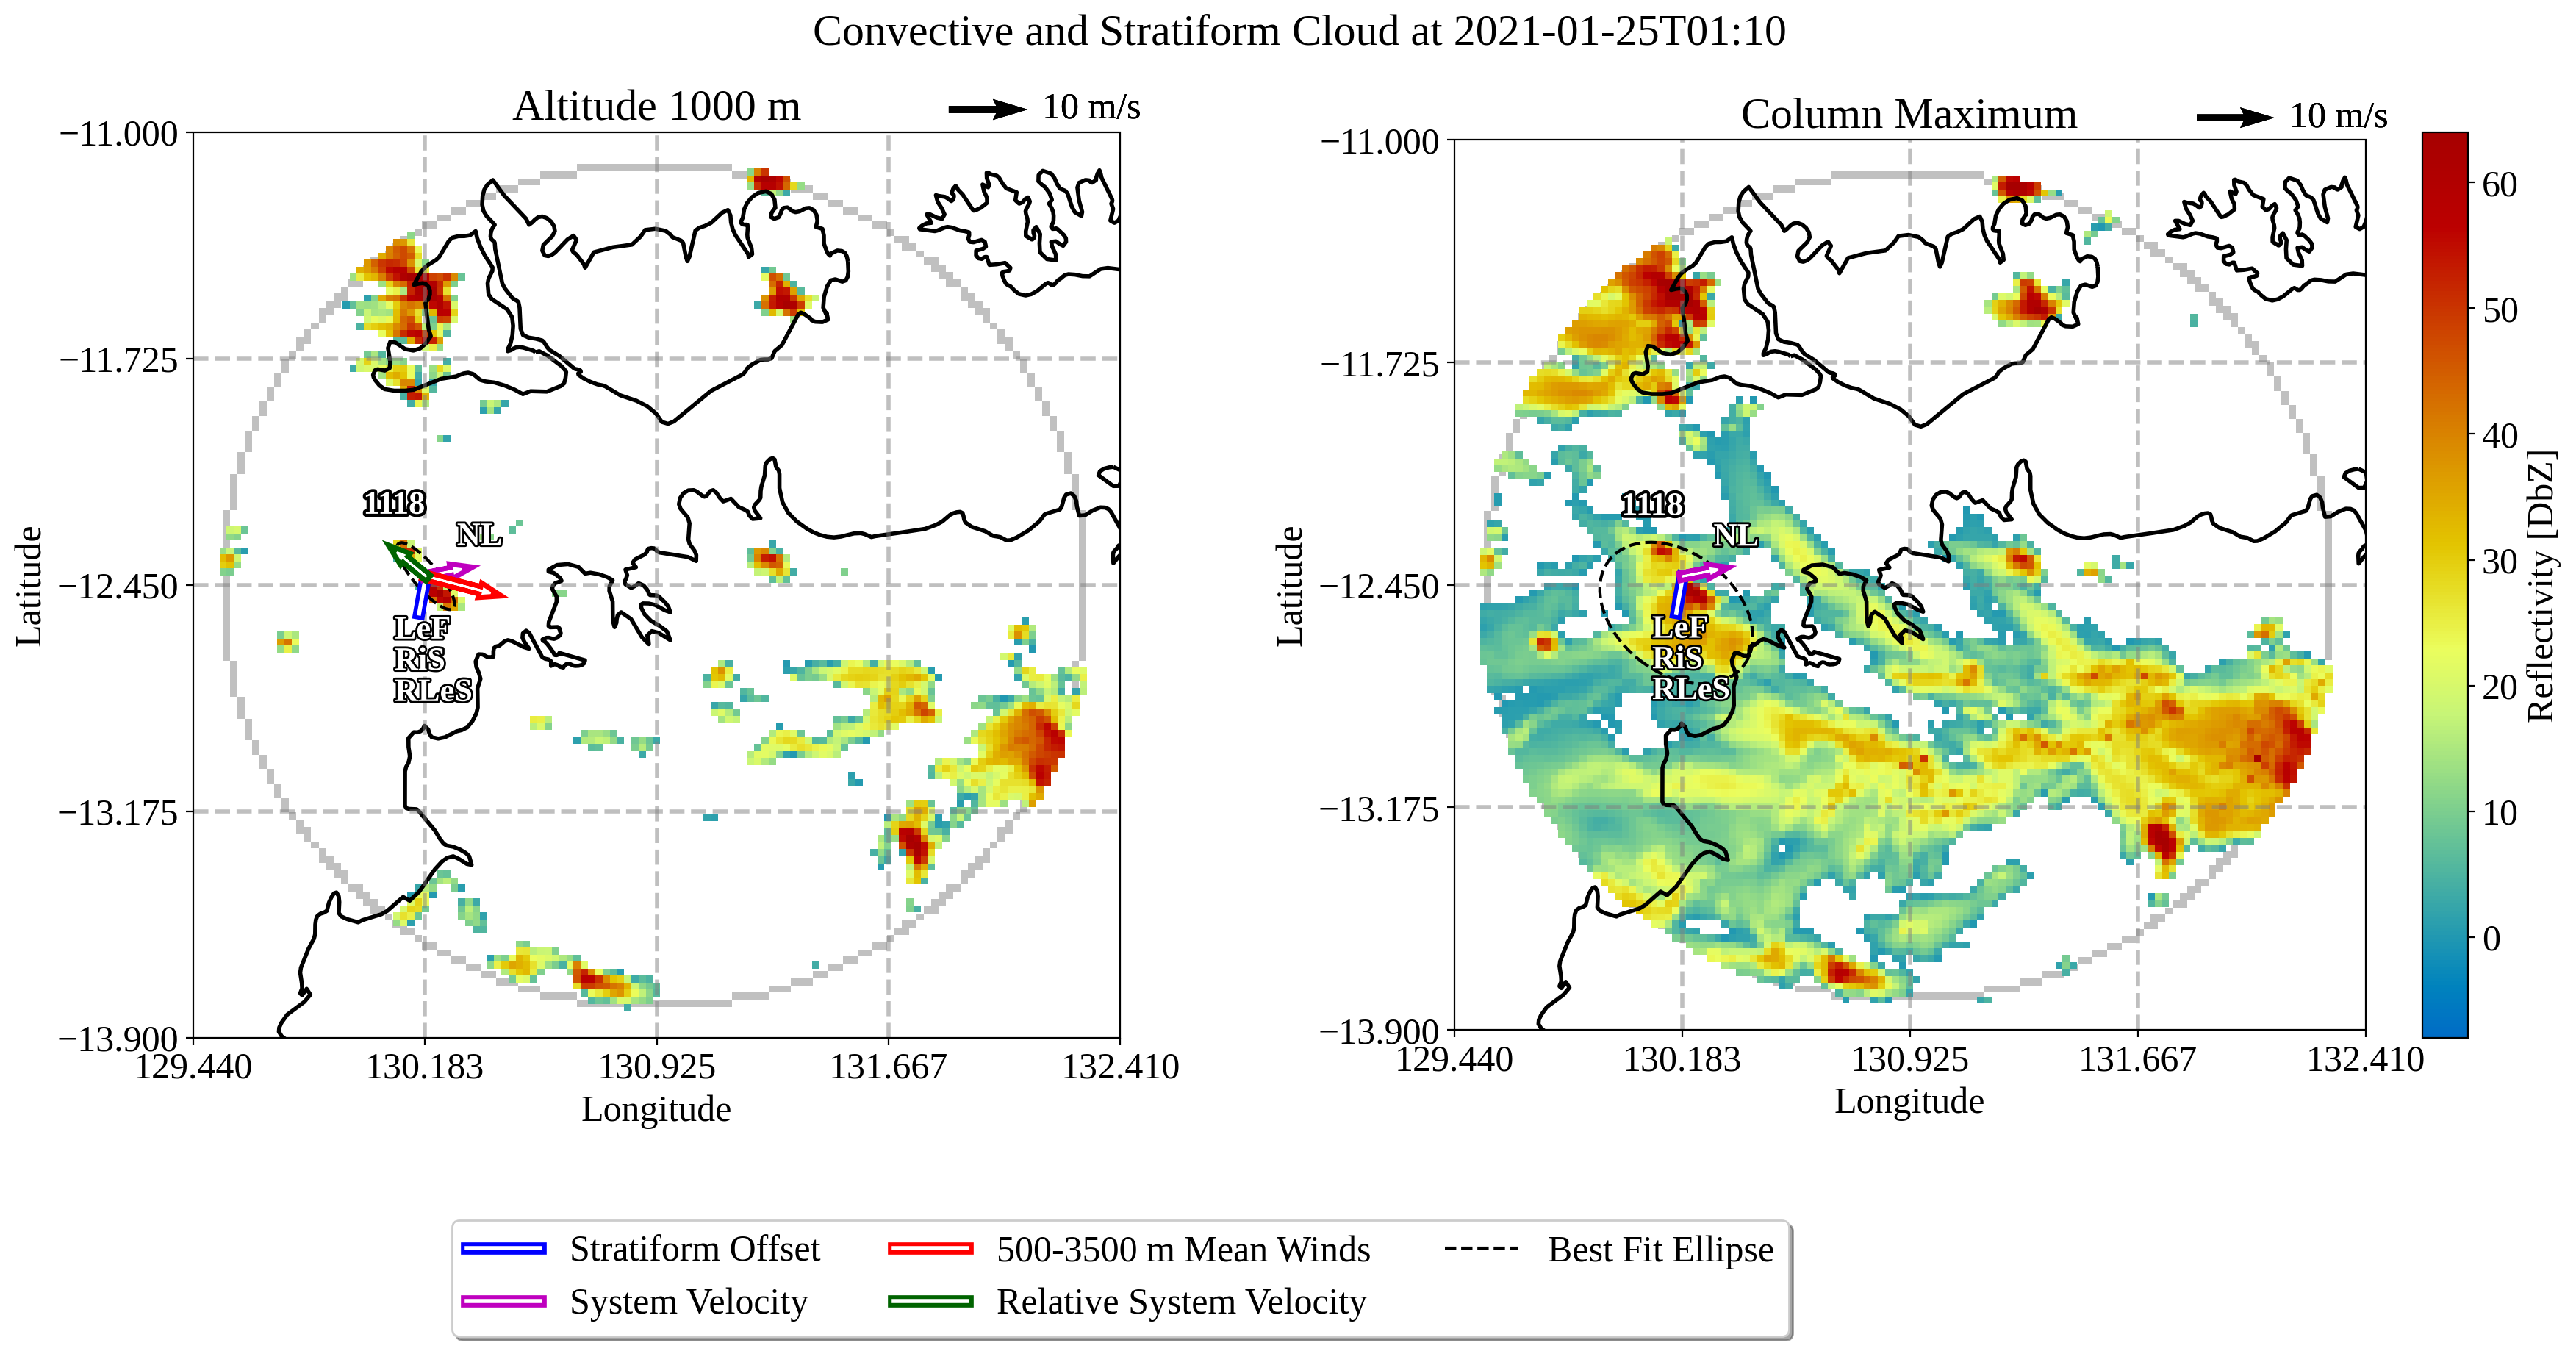 Convective and Stratiform Cloud at 2021-01-25T01:10
Altitude 1000 m
10 m/s
−11.000
−11.725
−12.450
−13.175
−13.900
129.440
130.183
130.925
131.667
132.410
Latitude
Longitude
1118
NL
LeF
RiS
RLeS
Column Maximum
10 m/s
−11.000
−11.725
−12.450
−13.175
−13.900
129.440
130.183
130.925
131.667
132.410
Latitude
Longitude
1118
NL
LeF
RiS
RLeS
60
50
40
30
20
10
0
Reflectivity [DbZ]
Stratiform Offset
500-3500 m Mean Winds
Best Fit Ellipse
System Velocity
Relative System Velocity